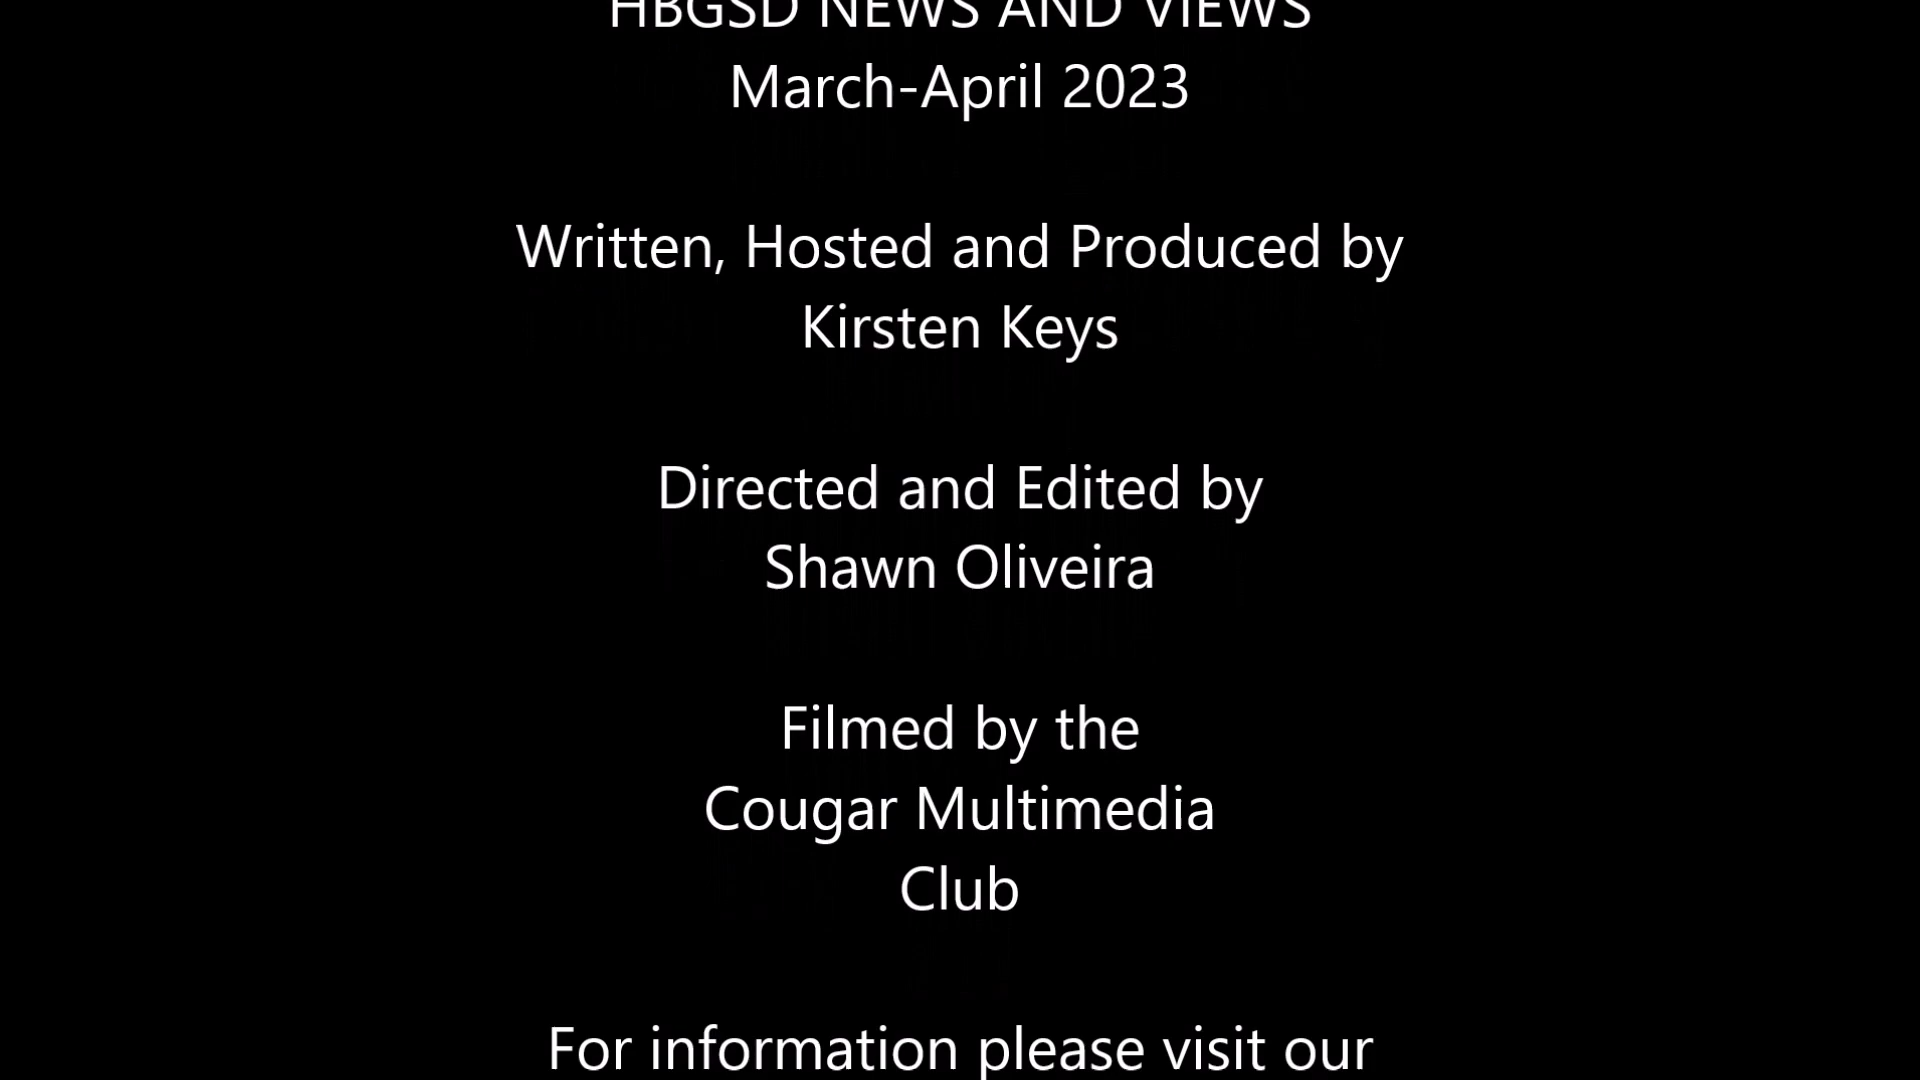 HBGSD NEWS AND VIEWS
March-April 2023
Written, Hosted and Produced by
Kirsten Keys
Directed and Edited by
Shawn Oliveira
Filmed by the
Cougar Multimedia
Club
For information please visit our